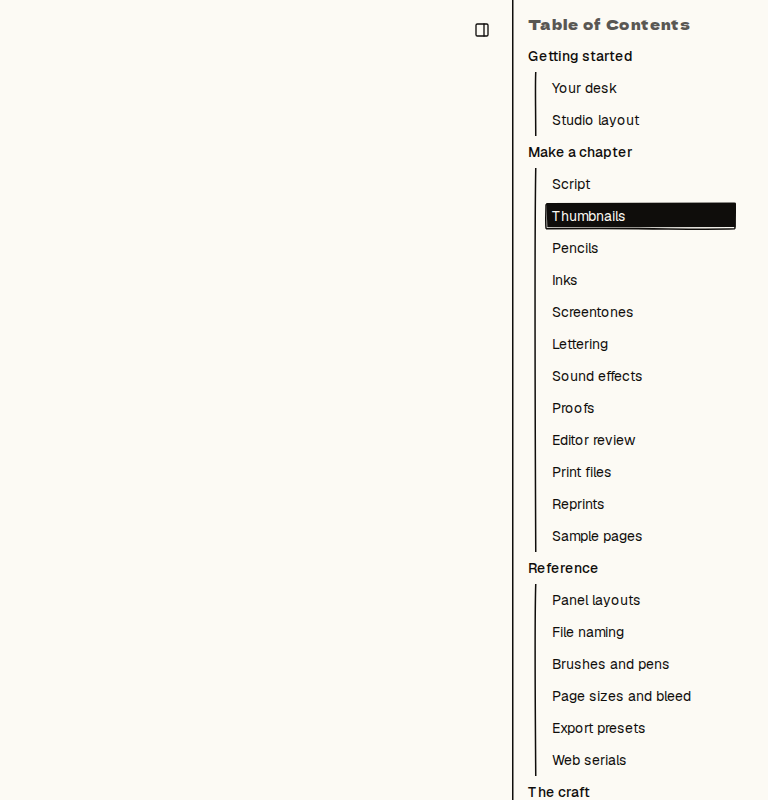 Table of Contents
Getting started
Your desk
Studio layout
Make a chapter
Script
Thumbnails
Pencils
Inks
Screentones
Lettering
Sound effects
Proofs
Editor review
Print files
Reprints
Sample pages
Reference
Panel layouts
File naming
Brushes and pens
Page sizes and bleed
Export presets
Web serials
The craft